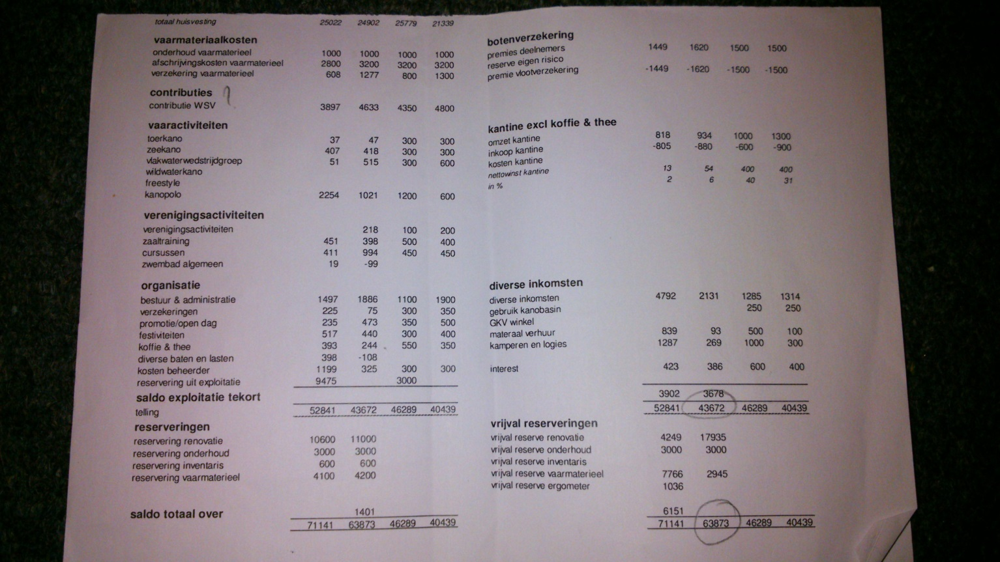 totaal huisvesting 25022 24902 25779 21339
vaarmateriaalkosten
onderhoud vaarmaterieel 1000 1000 1000 1000
afschrijvingskosten vaarmaterieel 2800 3200 3200 3200
verzekering vaarmaterieel 608 1277 800 1300
contributies
contributie WSV 3897 4633 4350 4800
vaaractiviteiten
toerkano 37 47 300 300
zeekano 407 418 300 300
vlakwaterwedstrijdgroep 51 515 300 600
wildwaterkano
freestyle
kanopolo 2254 1021 1200 600
verenigingsactiviteiten
verenigingsactiviteiten 218 100 200
zaaltraining 451 398 500 400
cursussen 411 994 450 450
zwembad algemeen 19 -99
organisatie
bestuur & administratie 1497 1886 1100 1900
verzekeringen 225 75 300 350
promotie/open dag 235 473 350 500
festiviteiten 517 440 300 400
koffie & thee 393 244 550 350
diverse baten en lasten 398 -108
kosten beheerder 1199 325 300 300
reservering uit exploitatie 9475 3000
saldo exploitatie tekort
telling 52841 43672 46289 40439
reserveringen
reservering renovatie 10600 11000
reservering onderhoud 3000 3000
reservering inventaris 600 600
reservering vaarmaterieel 4100 4200
saldo totaal over 1401
71141 63873 46289 40439
botenverzekering
premies deelnemers 1449 1620 1500 1500
reserve eigen risico
premie vlootverzekering -1449 -1620 -1500 -1500
kantine excl koffie & thee
omzet kantine 818 934 1000 1300
inkoop kantine -805 -880 -600 -900
kosten kantine
nettowinst kantine 13 54 400 400
in % 2 6 40 31
diverse inkomsten
diverse inkomsten 4792 2131 1285 1314
gebruik kanobasin 250 250
GKV winkel
materaal verhuur 839 93 500 100
kamperen en logies 1287 269 1000 300
interest 423 386 600 400
3902 3678
52841 43672 46289 40439
vrijval reserveringen
vrijval reserve renovatie 4249 17935
vrijval reserve onderhoud 3000 3000
vrijval reserve inventaris
vrijval reserve vaarmaterieel 7766 2945
vrijval reserve ergometer 1036
6151
71141 63873 46289 40439